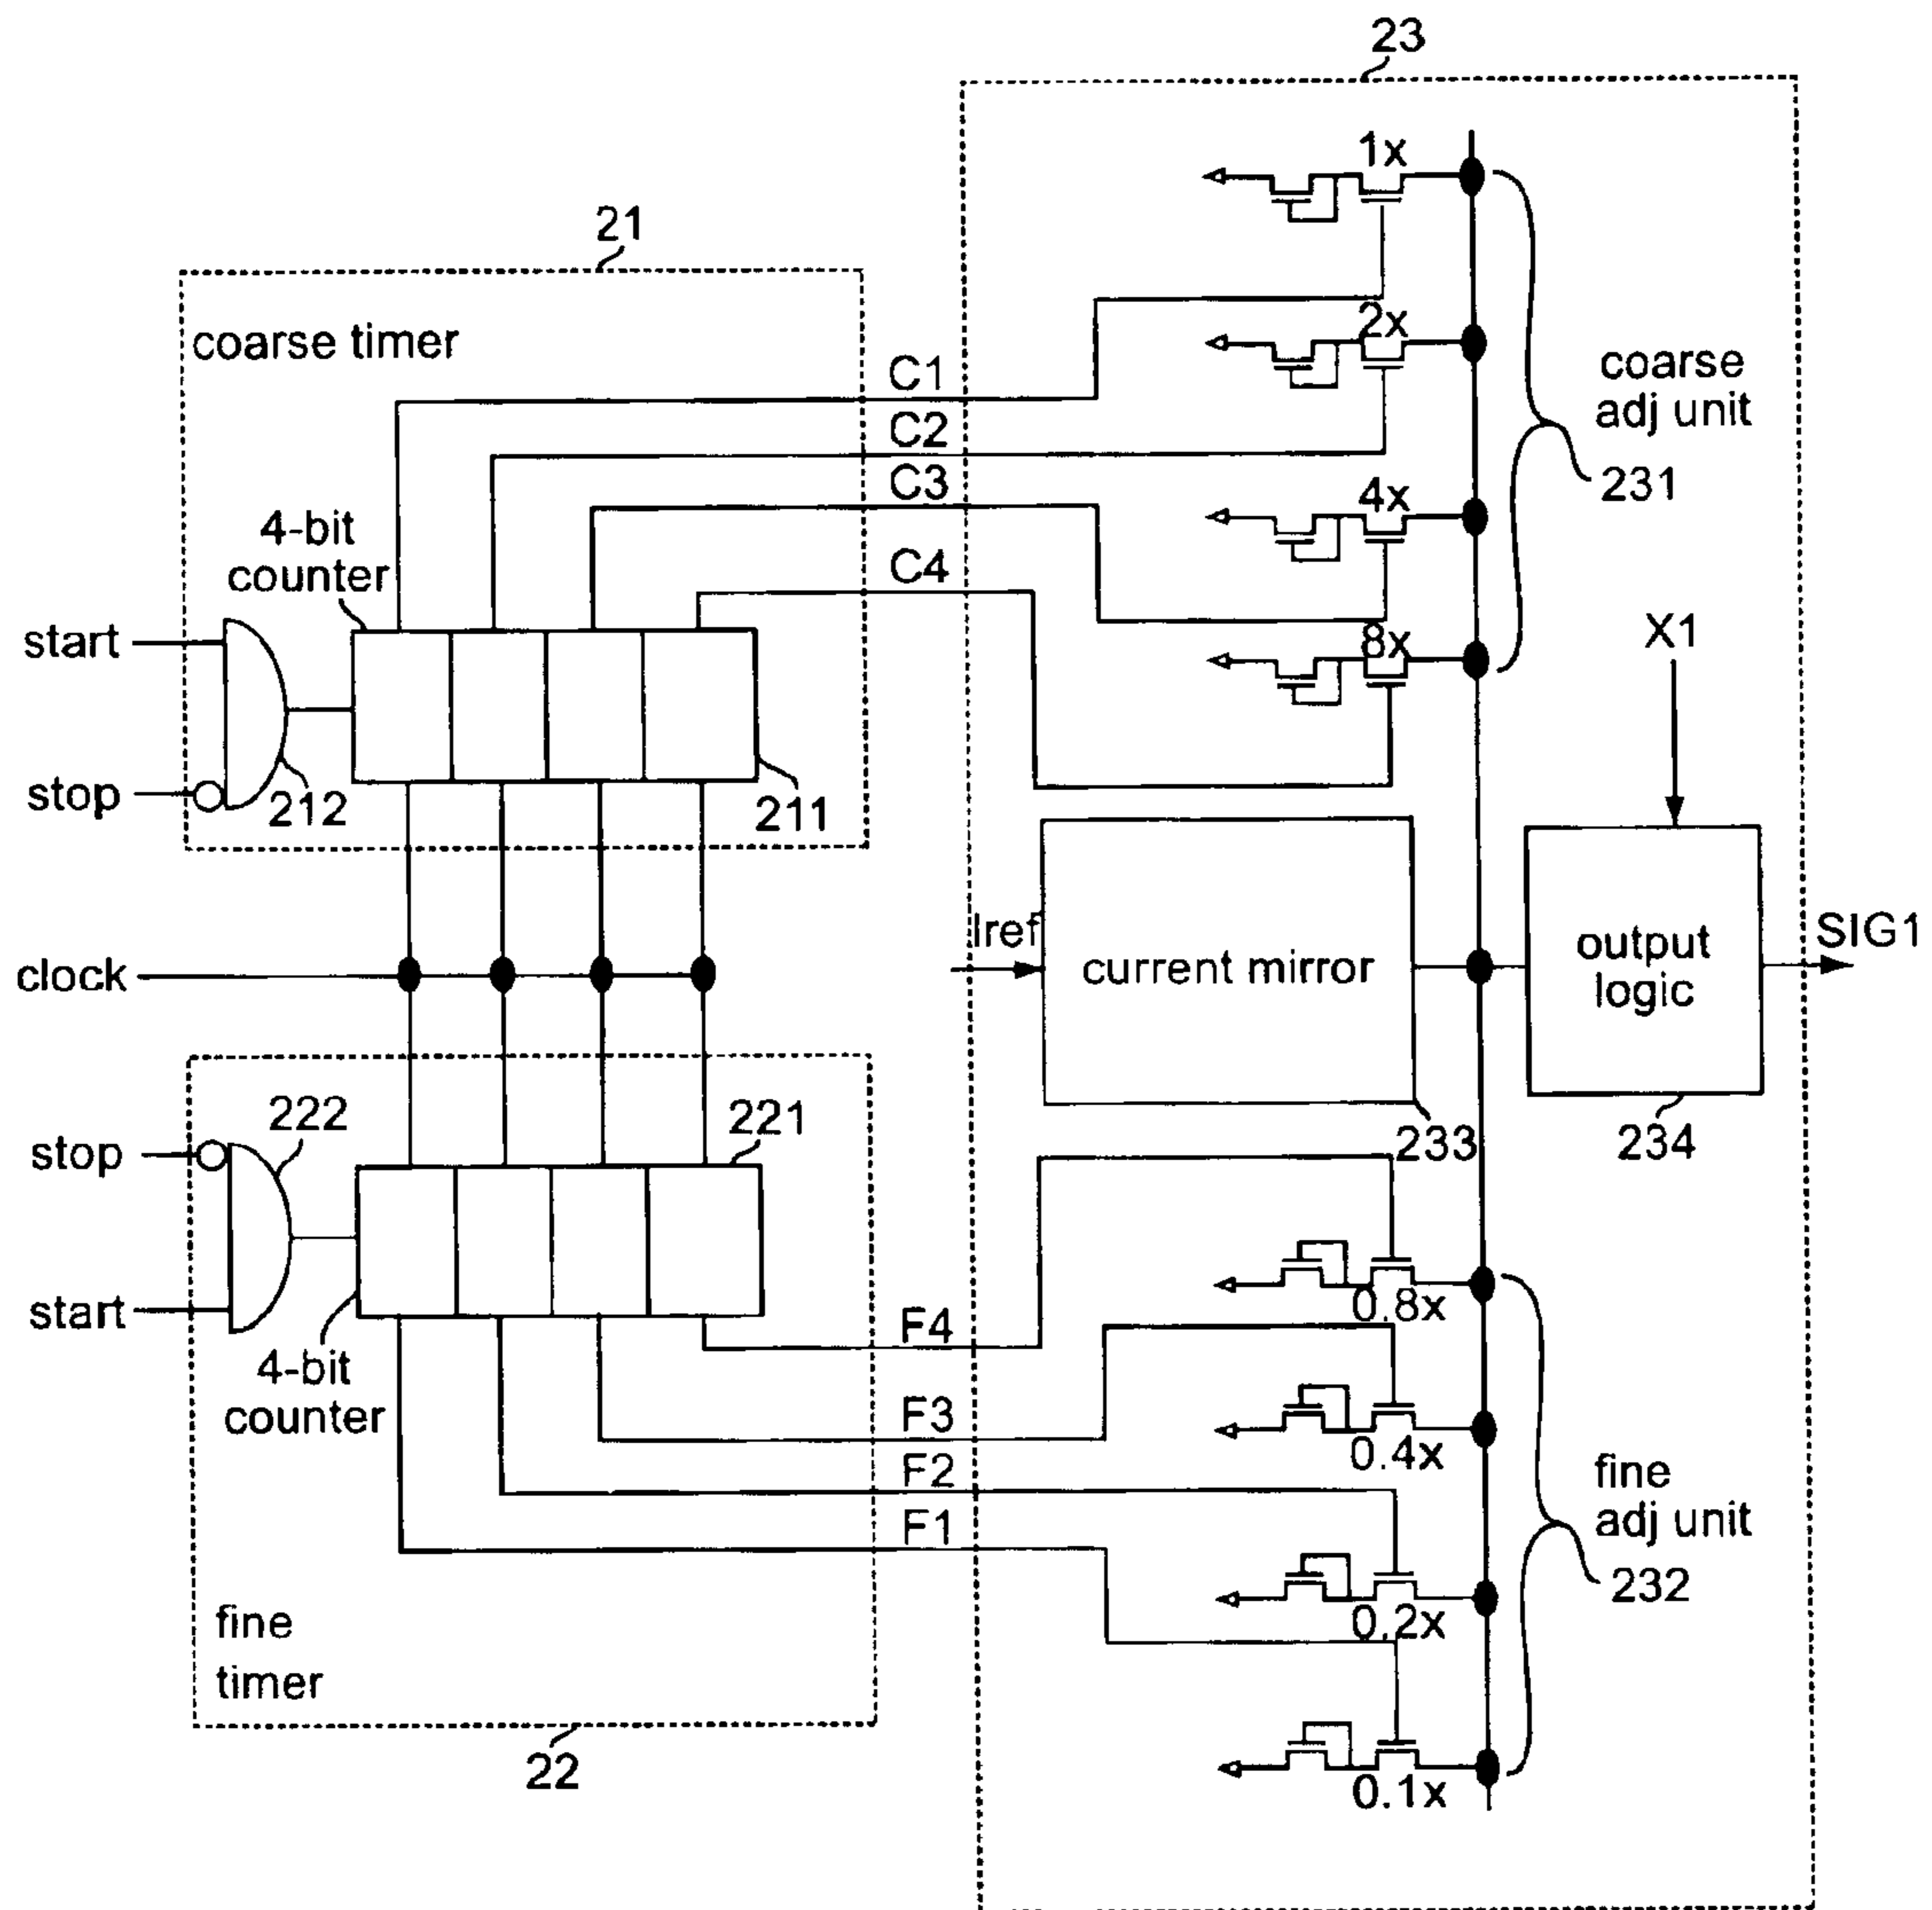 23
1x
21
coarse timer
2x
C1
coarse
adj unit
C2
C3
4x
231
4-bit
counter
C4
start
8x
X1
stop
212
211
Iref
current mirror
output
logic
SIG1
clock
222
221
233
234
stop
0.8x
start
F4
4-bit
counter
F3
0.4x
F2
fine
adj unit
F1
232
0.2x
fine
timer
22
0.1x